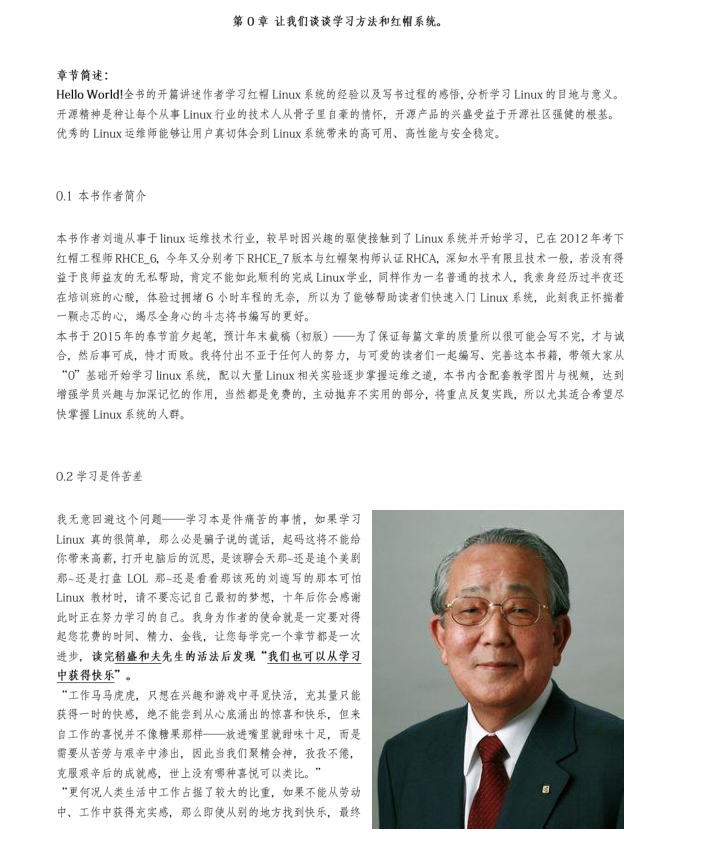 第 0 章 让我们谈谈学习方法和红帽系统。
章节简述：
Hello World!全书的开篇讲述作者学习红帽 Linux 系统的经验以及写书过程的感悟,分析学习 Linux 的目地与意义。
开源精神是种让每个从事 Linux 行业的技术人从骨子里自豪的情怀，开源产品的兴盛受益于开源社区强健的根基。
优秀的 Linux 运维师能够让用户真切体会到 Linux 系统带来的高可用、高性能与安全稳定。
0.1 本书作者简介
本书作者刘遄从事于 linux 运维技术行业，较早时因兴趣的驱使接触到了 Linux 系统并开始学习，已在 2012 年考下
红帽工程师 RHCE_6，今年又分别考下 RHCE_7 版本与红帽架构师认证 RHCA，深知水平有限且技术一般，若没有得
益于良师益友的无私帮助，肯定不能如此顺利的完成 Linux 学业，同样作为一名普通的技术人，我亲身经历过半夜还
在培训班的心酸，体验过拥堵 6 小时车程的无奈，所以为了能够帮助读者们快速入门 Linux 系统，此刻我正怀揣着
一颗忐忑的心，竭尽全身心的斗志将书编写的更好。
本书于 2015 年的春节前夕起笔，预计年末截稿（初版）——为了保证每篇文章的质量所以很可能会写不完，才与诚
合，然后事可成，恃才而败。我将付出不亚于任何人的努力，与可爱的读者们一起编写、完善这本书籍，带领大家从
“0”基础开始学习 linux 系统，配以大量 Linux 相关实验逐步掌握运维之道，本书内含配套教学图片与视频，达到
增强学员兴趣与加深记忆的作用，当然都是免费的，主动抛弃不实用的部分，将重点反复实践，所以尤其适合希望尽
快掌握 Linux 系统的人群。
0.2 学习是件苦差
我无意回避这个问题——学习本是件痛苦的事情，如果学习
Linux 真的很简单，那么必是骗子说的谎话，起码这将不能给
你带来高薪，打开电脑后的沉思，是该聊会天那~还是追个美剧
那~还是打盘 LOL 那~还是看看那该死的刘遄写的那本可怕
Linux 教材时，请不要忘记自己最初的梦想，十年后你会感谢
此时正在努力学习的自己。我身为作者的使命就是一定要对得
起您花费的时间、精力、金钱，让您每学完一个章节都是一次
进步，读完稻盛和夫先生的活法后发现“我们也可以从学习
中获得快乐”。
“工作马马虎虎，只想在兴趣和游戏中寻觅快活，充其量只能
获得一时的快感，绝不能尝到从心底涌出的惊喜和快乐，但来
自工作的喜悦并不像糖果那样——放进嘴里就甜味十足，而是
需要从苦劳与艰辛中渗出，因此当我们聚精会神，孜孜不倦，
克服艰辛后的成就感，世上没有哪种喜悦可以类比。”
“更何况人类生活中工作占据了较大的比重，如果不能从劳动
中、工作中获得充实感，那么即使从别的地方找到快乐，最终